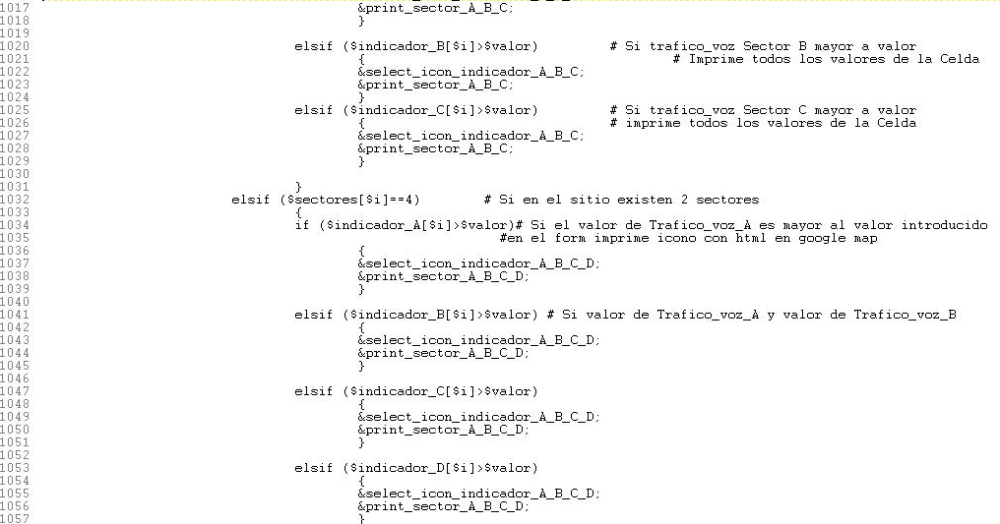 1017 &print_sector_A_B_C;
1018 }
1019
1020 elsif ($indicador_B[$i]>$valor) # Si trafico_voz Sector B mayor a valor
1021 { # Imprime todos los valores de la Celda
1022 &select_icon_indicador_A_B_C;
1023 &print_sector_A_B_C;
1024 }
1025 elsif ($indicador_C[$i]>$valor) # Si trafico_voz Sector C mayor a valor
1026 { # imprime todos los valores de la Celda
1027 &select_icon_indicador_A_B_C;
1028 &print_sector_A_B_C;
1029 }
1030
1031 }
1032 elsif ($sectores[$i]==4) # Si en el sitio existen 2 sectores
1033 {
1034 if ($indicador_A[$i]>$valor)# Si el valor de Trafico_voz_A es mayor al valor introducido
1035 #en el form imprime icono con html en google map
1036 {
1037 &select_icon_indicador_A_B_C_D;
1038 &print_sector_A_B_C_D;
1039 }
1040
1041 elsif ($indicador_B[$i]>$valor) # Si valor de Trafico_voz_A y valor de Trafico_voz_B
1042 {
1043 &select_icon_indicador_A_B_C_D;
1044 &print_sector_A_B_C_D;
1045 }
1046
1047 elsif ($indicador_C[$i]>$valor)
1048 {
1049 &select_icon_indicador_A_B_C_D;
1050 &print_sector_A_B_C_D;
1051 }
1052
1053 elsif ($indicador_D[$i]>$valor)
1054 {
1055 &select_icon_indicador_A_B_C_D;
1056 &print_sector_A_B_C_D;
1057 }